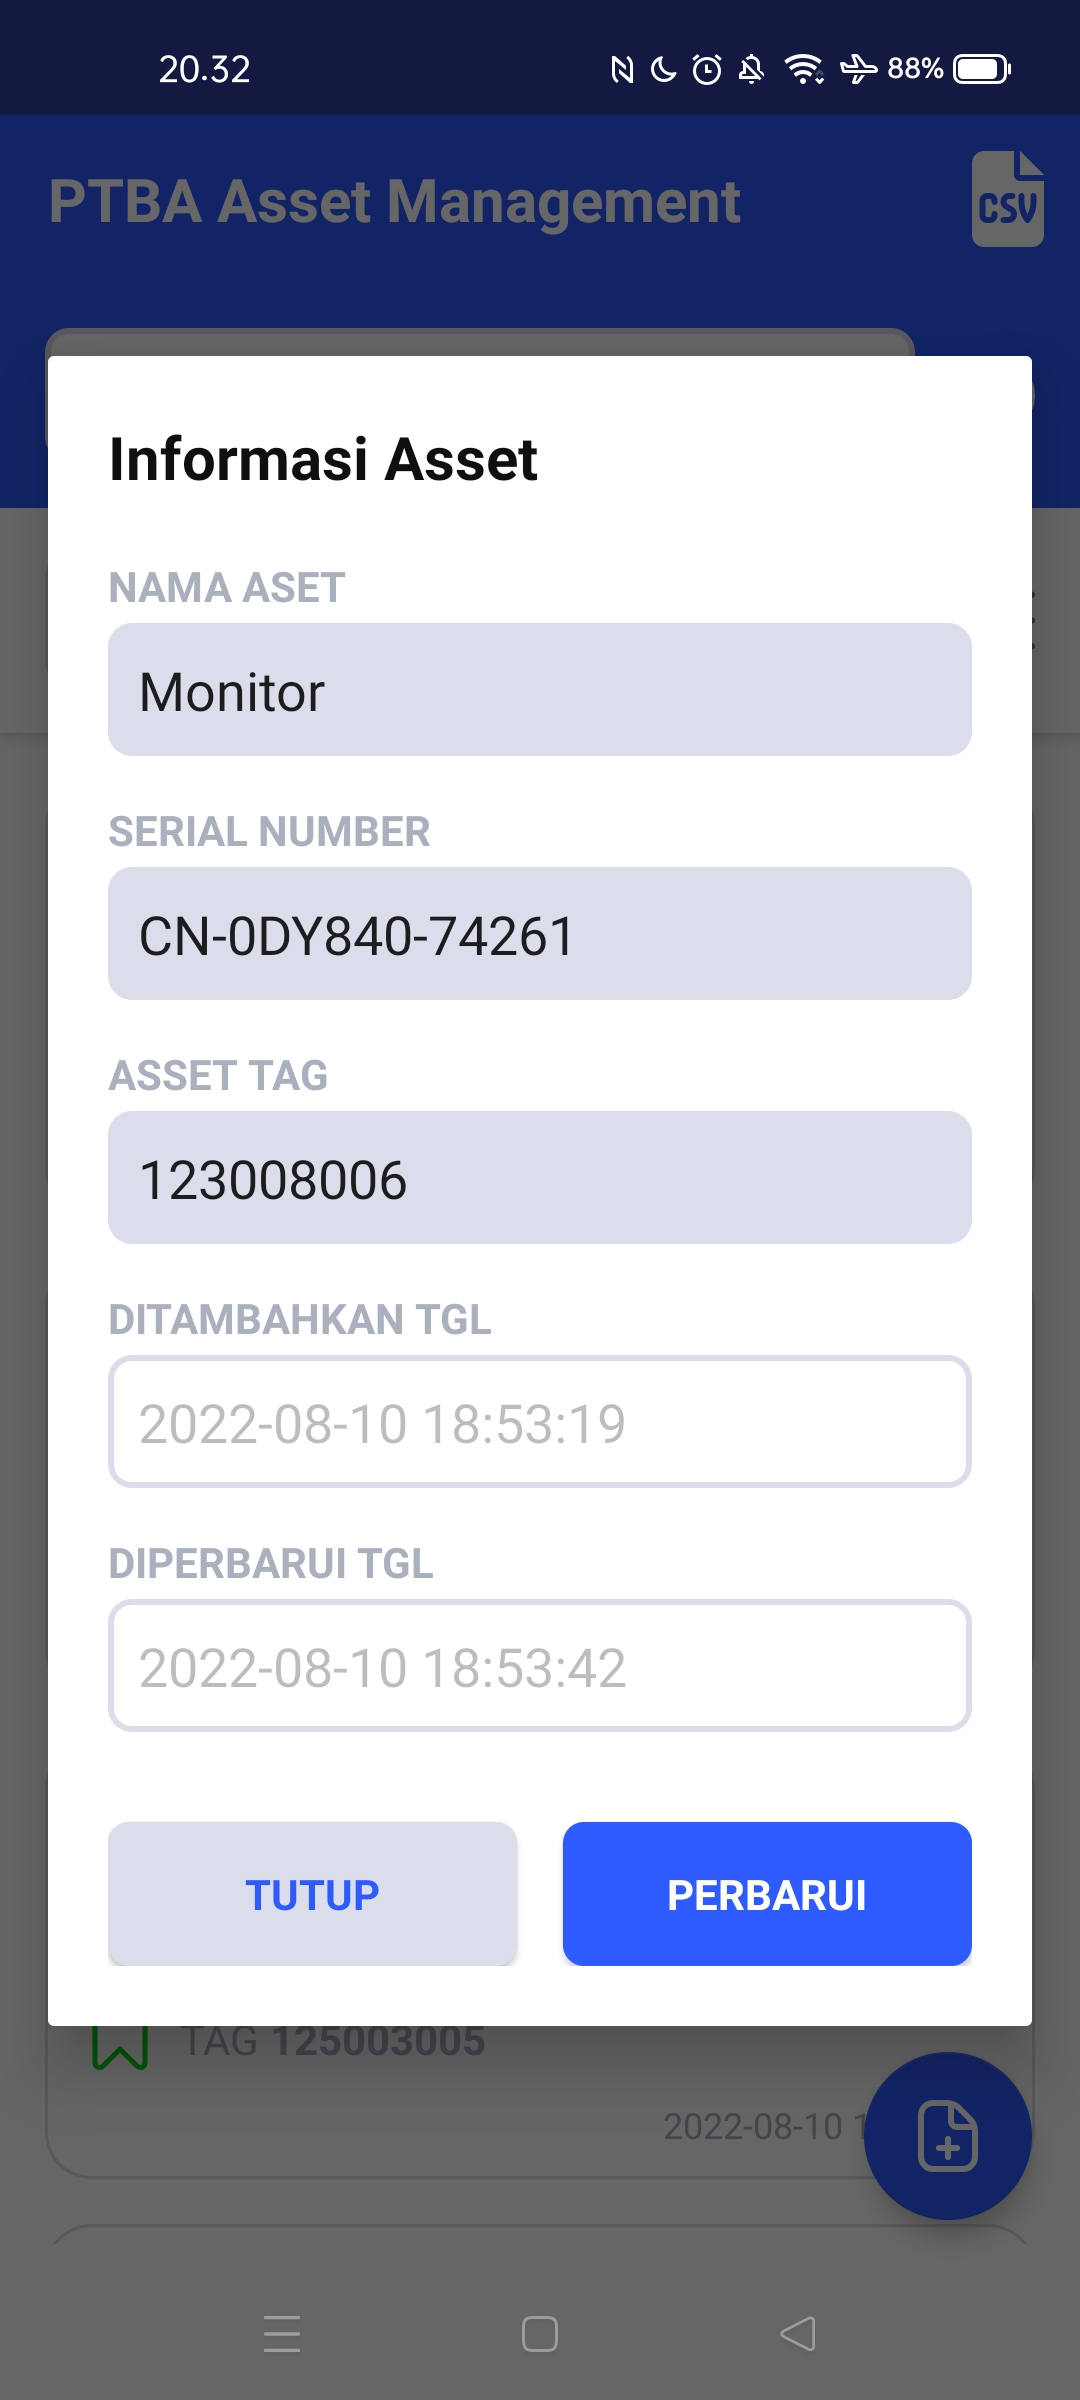 20.32
88%
PTBA Asset Management
CSV
Informasi Asset
NAMA ASET
Monitor
SERIAL NUMBER
CN-0DY840-74261
ASSET TAG
123008006
DITAMBAHKAN TGL
2022-08-10 18:53:19
DIPERBARUI TGL
2022-08-10 18:53:42
TUTUP
PERBARUI
TAG 125003005
2022-08-10